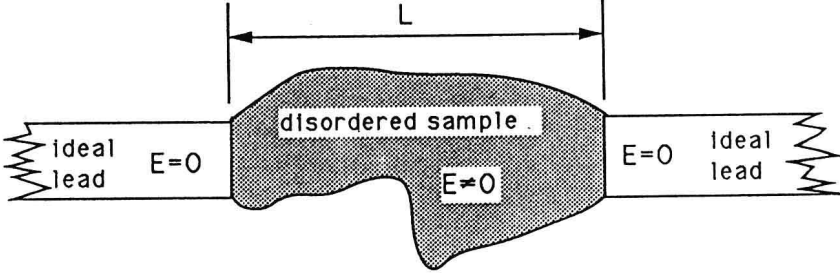 L
disordered sample
ideal
lead
E=0
E≠0
E=0
ideal
lead